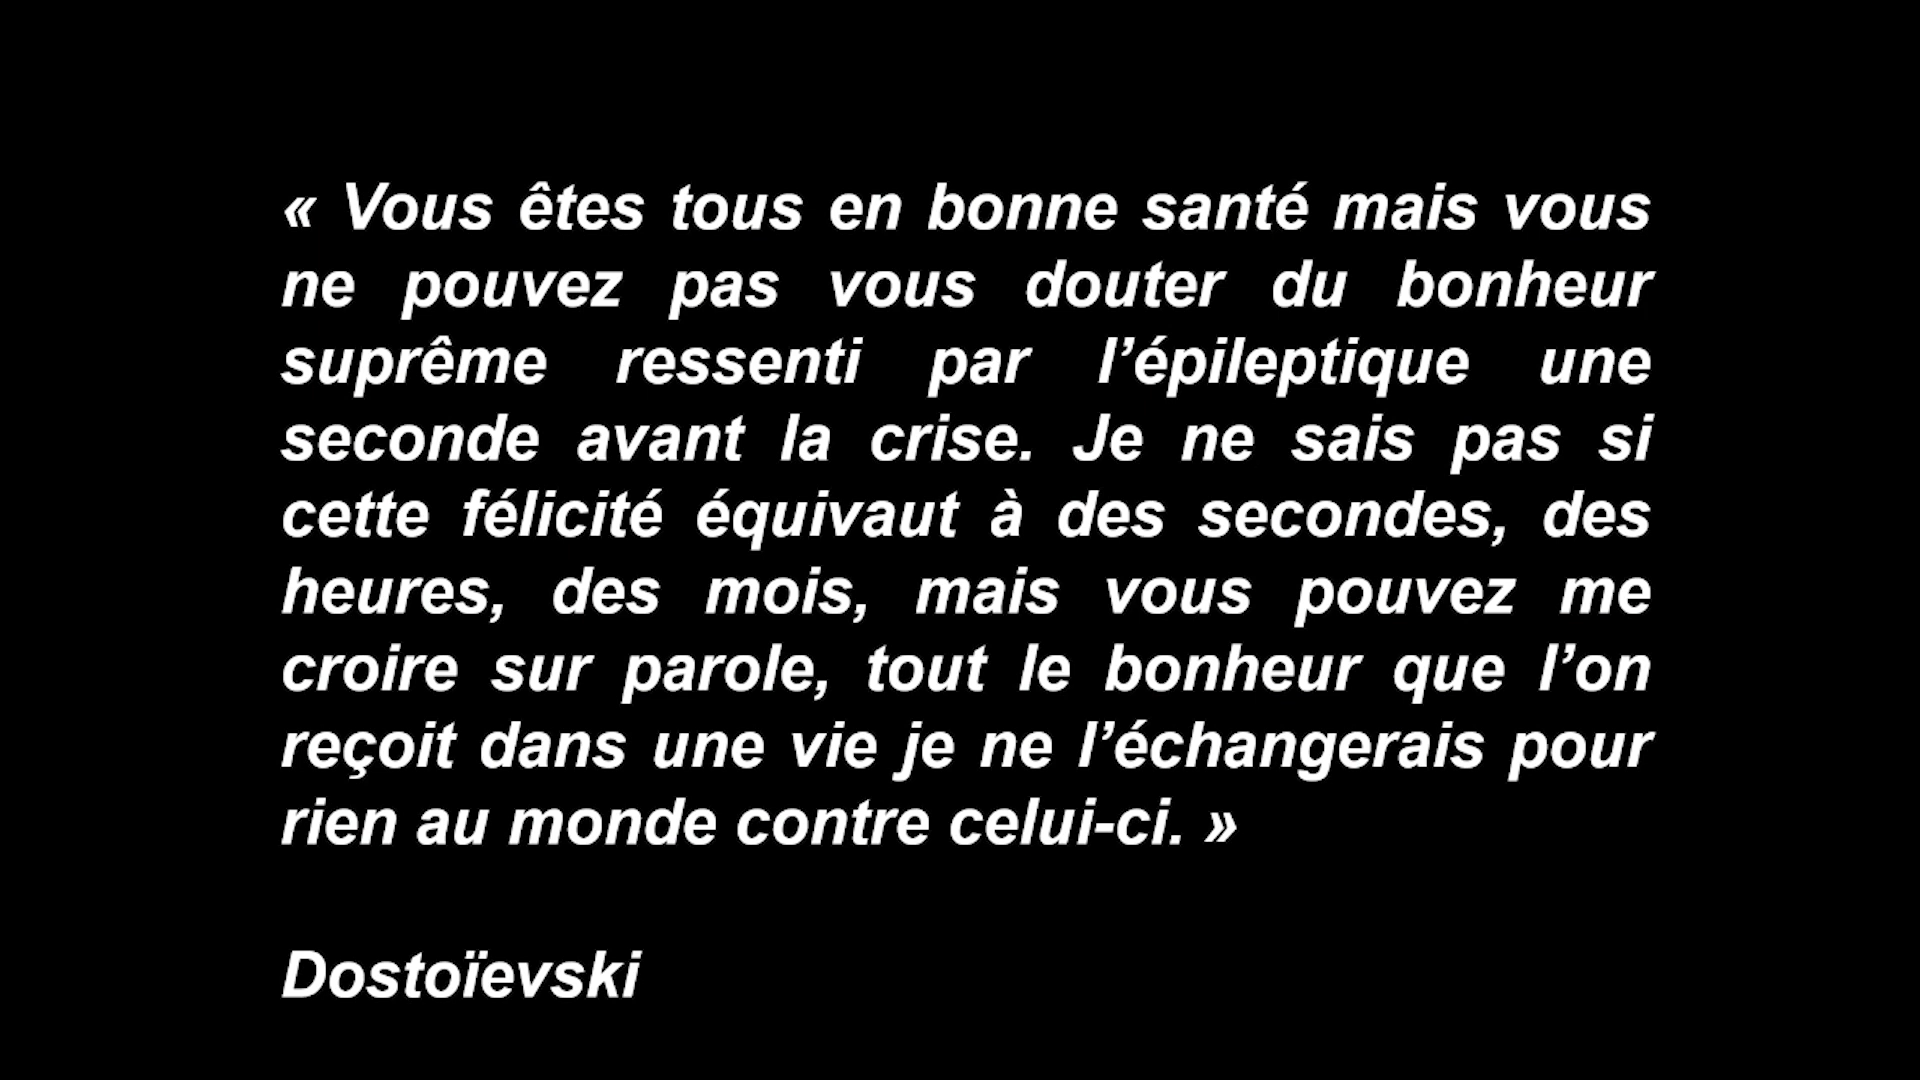 « Vous êtes tous en bonne santé mais vous
ne pouvez pas vous douter du bonheur
suprême ressenti par l’épileptique une
seconde avant la crise. Je ne sais pas si
cette félicité équivaut à des secondes, des
heures, des mois, mais vous pouvez me
croire sur parole, tout le bonheur que l’on
reçoit dans une vie je ne l’échangerais pour
rien au monde contre celui-ci. »
Dostoïevski